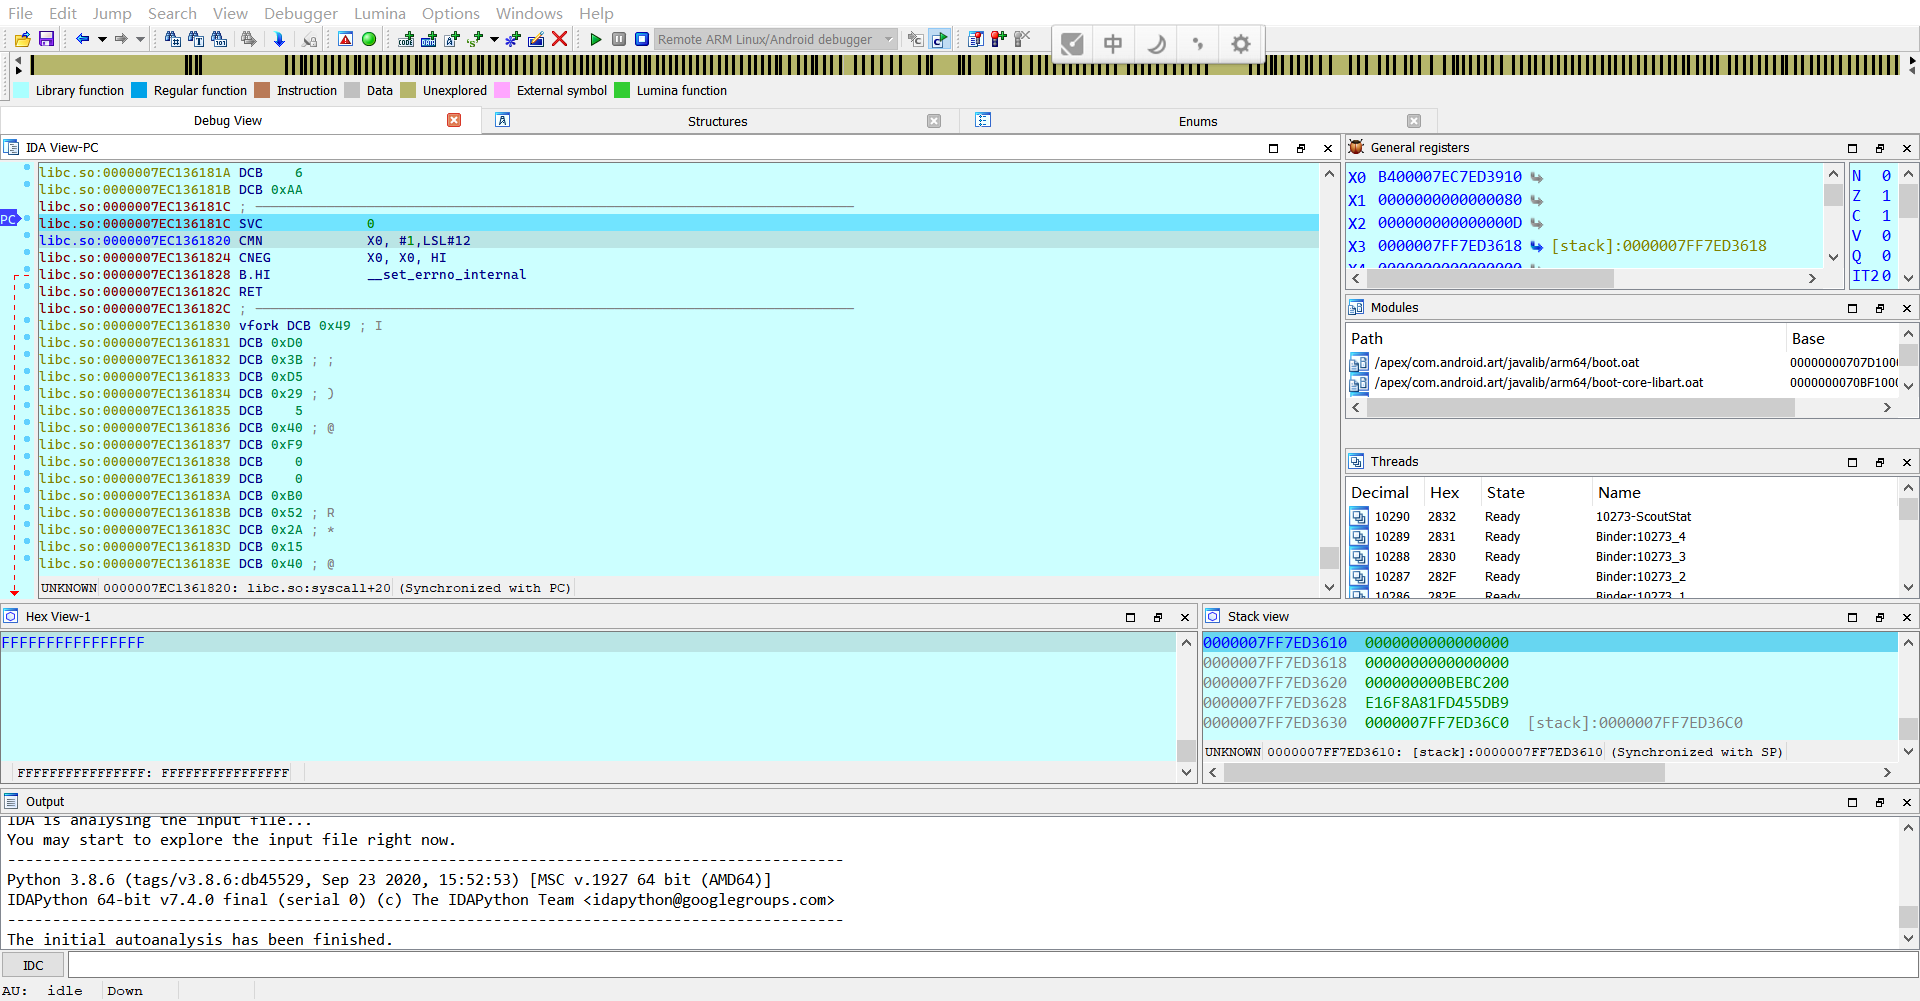 File Edit Jump Search View Debugger Lumina Options Windows Help
Remote ARM Linux/Android debugger
中
Library function Regular function Instruction Data Unexplored External symbol Lumina function
Debug View Structures Enums
IDA View-PC
libc.so:0000007EC136181A DCB 6
libc.so:0000007EC136181B DCB 0xAA
libc.so:0000007EC136181C ;
PC
libc.so:0000007EC136181C SVC 0
libc.so:0000007EC1361820 CMN X0, #1,LSL#12
libc.so:0000007EC1361824 CNEG X0, X0, HI
libc.so:0000007EC1361828 B.HI __set_errno_internal
libc.so:0000007EC136182C RET
libc.so:0000007EC136182C ;
libc.so:0000007EC1361830 vfork DCB 0x49 ; I
libc.so:0000007EC1361831 DCB 0xD0
libc.so:0000007EC1361832 DCB 0x3B ; ;
libc.so:0000007EC1361833 DCB 0xD5
libc.so:0000007EC1361834 DCB 0x29 ; )
libc.so:0000007EC1361835 DCB 5
libc.so:0000007EC1361836 DCB 0x40 ; @
libc.so:0000007EC1361837 DCB 0xF9
libc.so:0000007EC1361838 DCB 0
libc.so:0000007EC1361839 DCB 0
libc.so:0000007EC136183A DCB 0xB0
libc.so:0000007EC136183B DCB 0x52 ; R
libc.so:0000007EC136183C DCB 0x2A ; *
libc.so:0000007EC136183D DCB 0x15
libc.so:0000007EC136183E DCB 0x40 ; @
UNKNOWN 0000007EC1361820: libc.so:syscall+20 (Synchronized with PC)
General registers
X0 B400007EC7ED3910
X1 0000000000000080
X2 000000000000000D
X3 0000007FF7ED3618 [stack]:0000007FF7ED3618
X4 0000000000000000
N 0
Z 1
C 1
V 0
Q 0
IT2 0
Modules
Path Base
/apex/com.android.art/javalib/arm64/boot.oat 00000000707D1000
/apex/com.android.art/javalib/arm64/boot-core-libart.oat 0000000070BF1000
Threads
Decimal Hex State Name
10290 2832 Ready 10273-ScoutStat
10289 2831 Ready Binder:10273_4
10288 2830 Ready Binder:10273_3
10287 282F Ready Binder:10273_2
10286 282E Ready Binder:10273_1
Hex View-1
FFFFFFFFFFFFFFFF
FFFFFFFFFFFFFFFF: FFFFFFFFFFFFFFFF
Stack view
0000007FF7ED3610 0000000000000000
0000007FF7ED3618 0000000000000000
0000007FF7ED3620 000000000BEBC200
0000007FF7ED3628 E16F8A81FD455DB9
0000007FF7ED3630 0000007FF7ED36C0 [stack]:0000007FF7ED36C0
UNKNOWN 0000007FF7ED3610: [stack]:0000007FF7ED3610 (Synchronized with SP)
Output
IDA is analysing the input file...
You may start to explore the input file right now.
---------------------------------------------------------------------------------------------
Python 3.8.6 (tags/v3.8.6:db45529, Sep 23 2020, 15:52:53) [MSC v.1927 64 bit (AMD64)]
IDAPython 64-bit v7.4.0 final (serial 0) (c) The IDAPython Team <idapython@googlegroups.com>
---------------------------------------------------------------------------------------------
The initial autoanalysis has been finished.
IDC
AU: idle Down